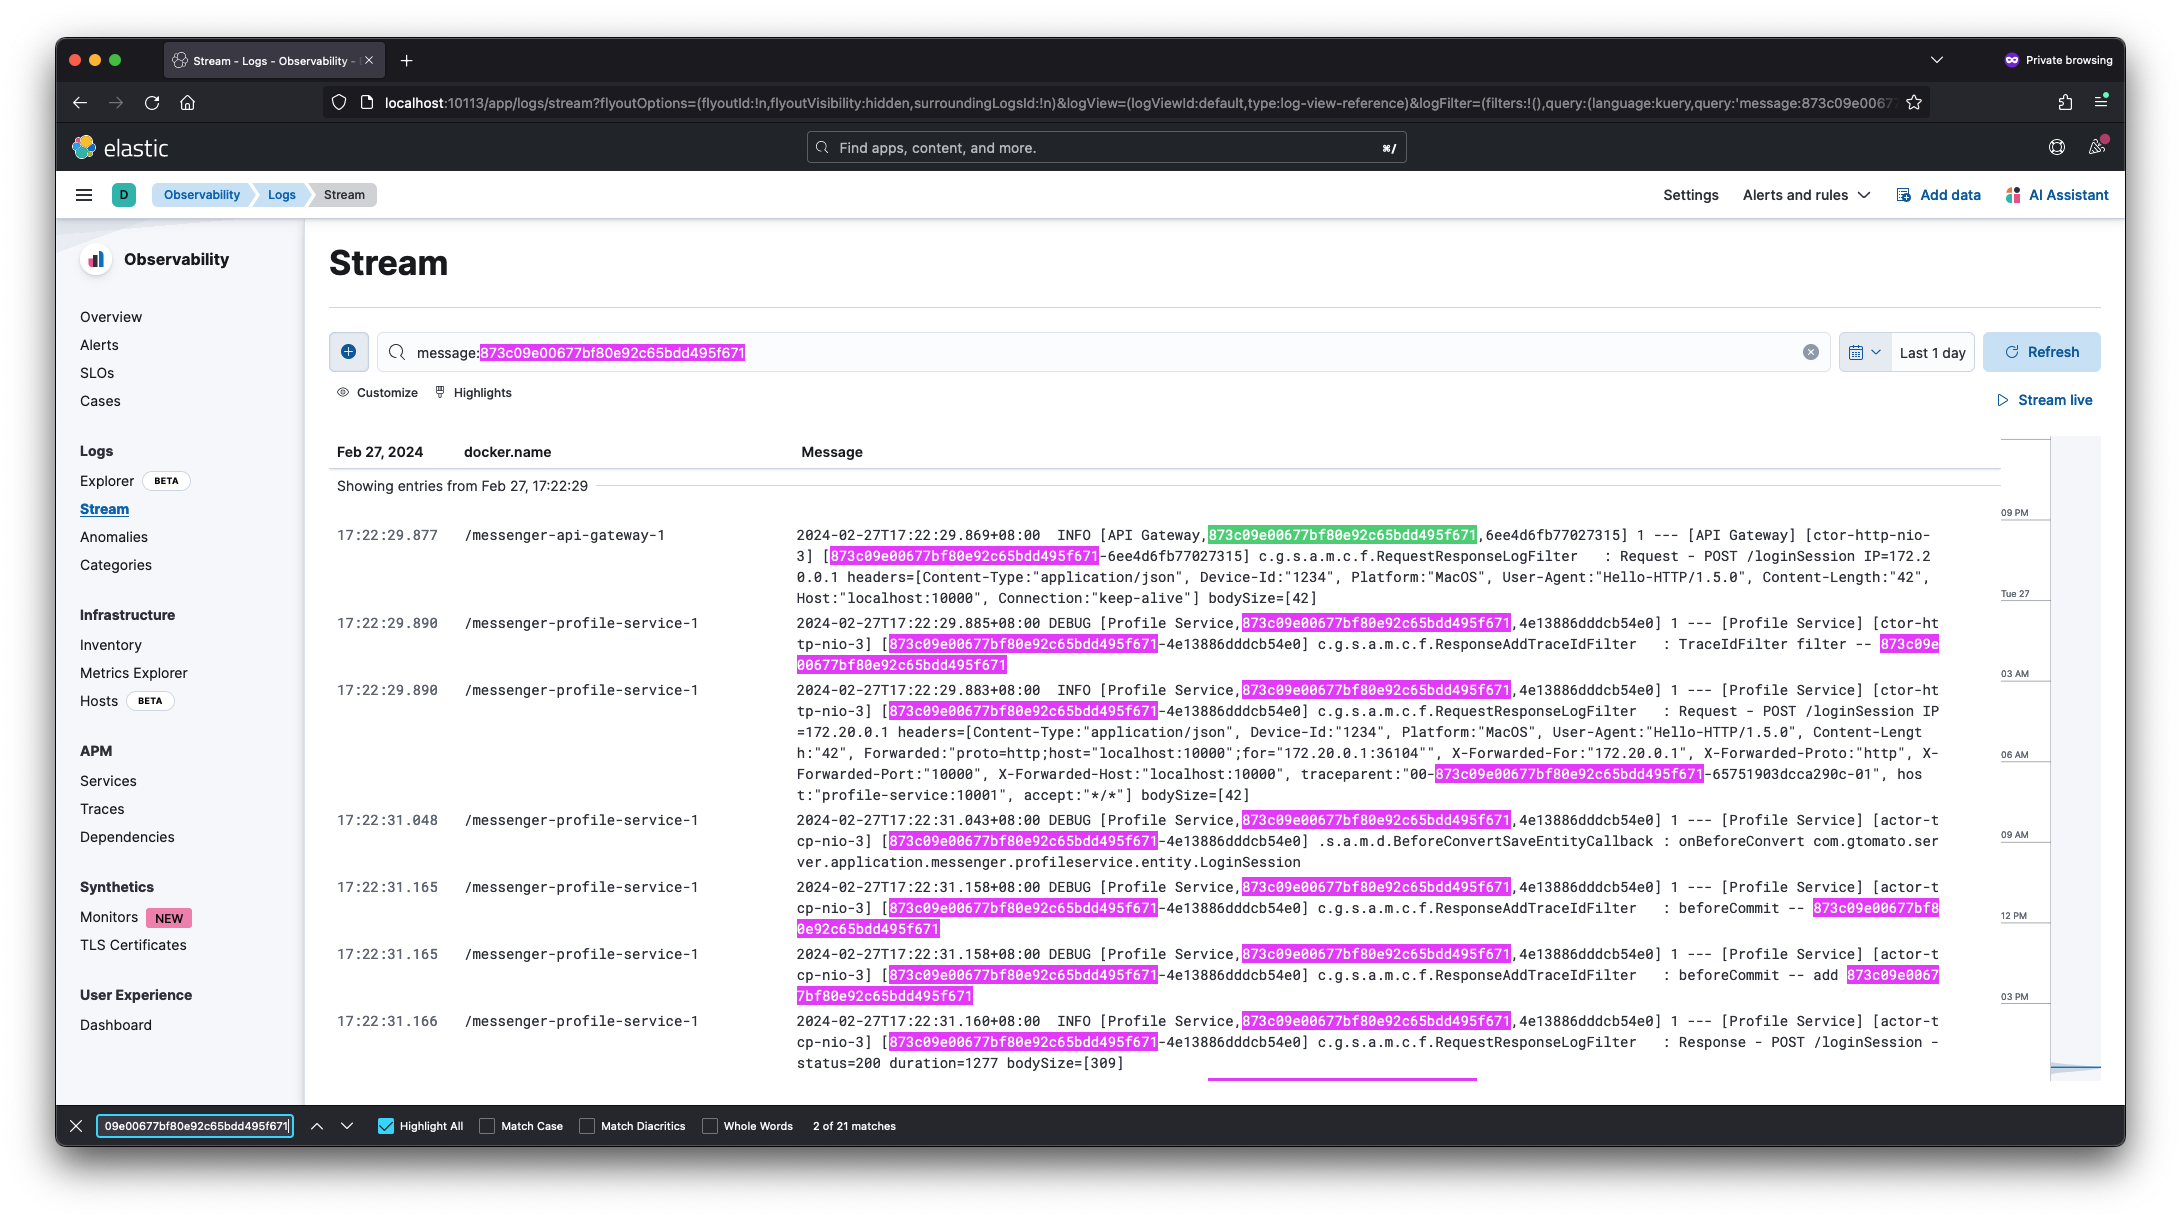 Stream - Logs - Observability -
Private browsing
localhost:10113/app/logs/stream?flyoutOptions=(flyoutId:!n,flyoutVisibility:hidden,surroundingLogsId:!n)&logView=(logViewId:default,type:log-view-reference)&logFilter=(filters:!(),query:(language:kuery,query:'message:873c09e0067
elastic
Find apps, content, and more.
⌘/
D
Observability
Logs
Stream
Settings
Alerts and rules
Add data
AI Assistant
Observability
Overview
Alerts
SLOs
Cases
Logs
Explorer BETA
Stream
Anomalies
Categories
Infrastructure
Inventory
Metrics Explorer
Hosts BETA
APM
Services
Traces
Dependencies
Synthetics
Monitors NEW
TLS Certificates
User Experience
Dashboard
Stream
message:873c09e00677bf80e92c65bdd495f671
Last 1 day
Refresh
Customize
Highlights
Stream live
Feb 27, 2024 docker.name Message
Showing entries from Feb 27, 17:22:29
17:22:29.877 /messenger-api-gateway-1 2024-02-27T17:22:29.869+08:00  INFO [API Gateway,873c09e00677bf80e92c65bdd495f671,6ee4d6fb77027315] 1 --- [API Gateway] [ctor-http-nio-
3] [873c09e00677bf80e92c65bdd495f671-6ee4d6fb77027315] c.g.s.a.m.c.f.RequestResponseLogFilter   : Request - POST /loginSession IP=172.2
0.0.1 headers=[Content-Type:"application/json", Device-Id:"1234", Platform:"MacOS", User-Agent:"Hello-HTTP/1.5.0", Content-Length:"42",
Host:"localhost:10000", Connection:"keep-alive"] bodySize=[42]
17:22:29.890 /messenger-profile-service-1 2024-02-27T17:22:29.885+08:00 DEBUG [Profile Service,873c09e00677bf80e92c65bdd495f671,4e13886dddcb54e0] 1 --- [Profile Service] [ctor-ht
tp-nio-3] [873c09e00677bf80e92c65bdd495f671-4e13886dddcb54e0] c.g.s.a.m.c.f.ResponseAddTraceIdFilter   : TraceIdFilter filter -- 873c09e
00677bf80e92c65bdd495f671
17:22:29.890 /messenger-profile-service-1 2024-02-27T17:22:29.883+08:00  INFO [Profile Service,873c09e00677bf80e92c65bdd495f671,4e13886dddcb54e0] 1 --- [Profile Service] [ctor-ht
tp-nio-3] [873c09e00677bf80e92c65bdd495f671-4e13886dddcb54e0] c.g.s.a.m.c.f.RequestResponseLogFilter   : Request - POST /loginSession IP
=172.20.0.1 headers=[Content-Type:"application/json", Device-Id:"1234", Platform:"MacOS", User-Agent:"Hello-HTTP/1.5.0", Content-Lengt
h:"42", Forwarded:"proto=http;host="localhost:10000";for="172.20.0.1:36104"", X-Forwarded-For:"172.20.0.1", X-Forwarded-Proto:"http", X-
Forwarded-Port:"10000", X-Forwarded-Host:"localhost:10000", traceparent:"00-873c09e00677bf80e92c65bdd495f671-65751903dcca290c-01", hos
t:"profile-service:10001", accept:"*/*"] bodySize=[42]
17:22:31.048 /messenger-profile-service-1 2024-02-27T17:22:31.043+08:00 DEBUG [Profile Service,873c09e00677bf80e92c65bdd495f671,4e13886dddcb54e0] 1 --- [Profile Service] [actor-t
cp-nio-3] [873c09e00677bf80e92c65bdd495f671-4e13886dddcb54e0] .s.a.m.d.BeforeConvertSaveEntityCallback : onBeforeConvert com.gtomato.ser
ver.application.messenger.profileservice.entity.LoginSession
17:22:31.165 /messenger-profile-service-1 2024-02-27T17:22:31.158+08:00 DEBUG [Profile Service,873c09e00677bf80e92c65bdd495f671,4e13886dddcb54e0] 1 --- [Profile Service] [actor-t
cp-nio-3] [873c09e00677bf80e92c65bdd495f671-4e13886dddcb54e0] c.g.s.a.m.c.f.ResponseAddTraceIdFilter   : beforeCommit -- 873c09e00677bf8
0e92c65bdd495f671
17:22:31.165 /messenger-profile-service-1 2024-02-27T17:22:31.158+08:00 DEBUG [Profile Service,873c09e00677bf80e92c65bdd495f671,4e13886dddcb54e0] 1 --- [Profile Service] [actor-t
cp-nio-3] [873c09e00677bf80e92c65bdd495f671-4e13886dddcb54e0] c.g.s.a.m.c.f.ResponseAddTraceIdFilter   : beforeCommit -- add 873c09e0067
7bf80e92c65bdd495f671
17:22:31.166 /messenger-profile-service-1 2024-02-27T17:22:31.160+08:00  INFO [Profile Service,873c09e00677bf80e92c65bdd495f671,4e13886dddcb54e0] 1 --- [Profile Service] [actor-t
cp-nio-3] [873c09e00677bf80e92c65bdd495f671-4e13886dddcb54e0] c.g.s.a.m.c.f.RequestResponseLogFilter   : Response - POST /loginSession -
status=200 duration=1277 bodySize=[309]
09 PM
Tue 27
03 AM
06 AM
09 AM
12 PM
03 PM
09e00677bf80e92c65bdd495f671
Highlight All
Match Case
Match Diacritics
Whole Words
2 of 21 matches